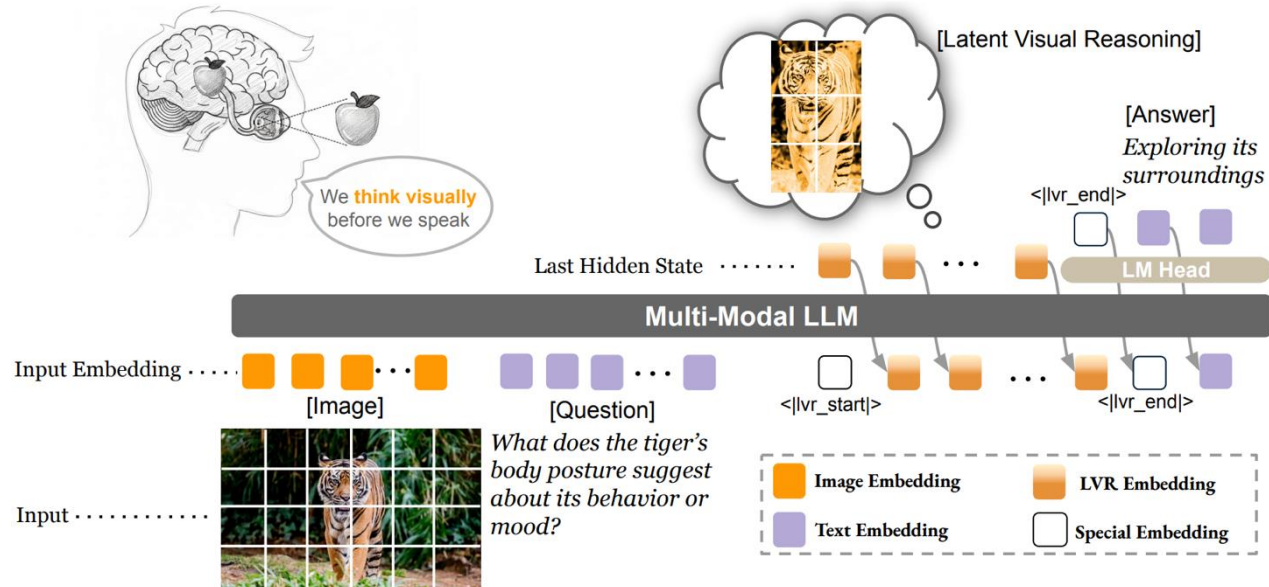 [Latent Visual Reasoning]
[Answer]
Exploring its
surroundings
We think visually
before we speak
<|lvr_end|>
Last Hidden State
LM Head
Multi-Modal LLM
Input Embedding
[Image]
[Question]
<|lvr_start|>
<|lvr_end|>
What does the tiger's
body posture suggest
about its behavior or
mood?
Input
Image Embedding
LVR Embedding
Text Embedding
Special Embedding